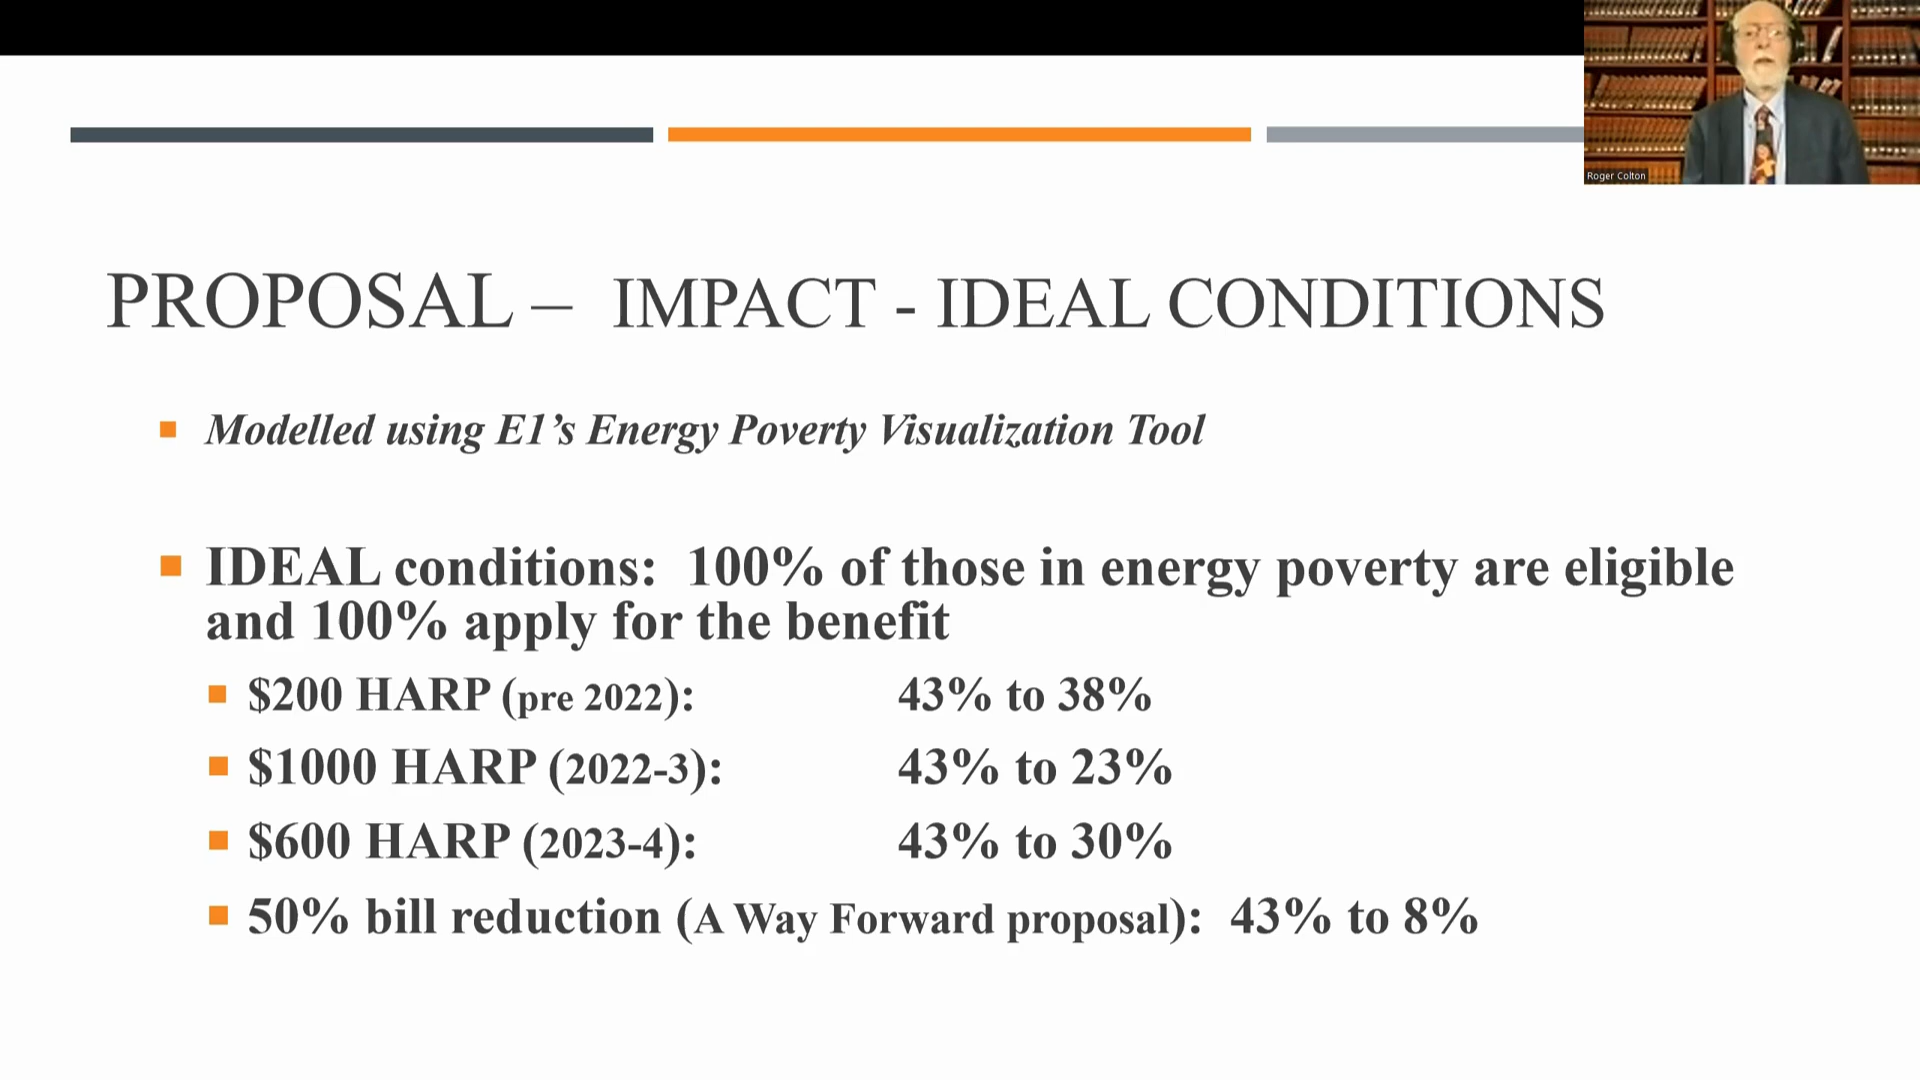 Roger Colton
PROPOSAL – IMPACT - IDEAL CONDITIONS
Modelled using E1’s Energy Poverty Visualization Tool
IDEAL conditions: 100% of those in energy poverty are eligible
and 100% apply for the benefit
$200 HARP (pre 2022): 43% to 38%
$1000 HARP (2022-3): 43% to 23%
$600 HARP (2023-4): 43% to 30%
50% bill reduction (A Way Forward proposal): 43% to 8%